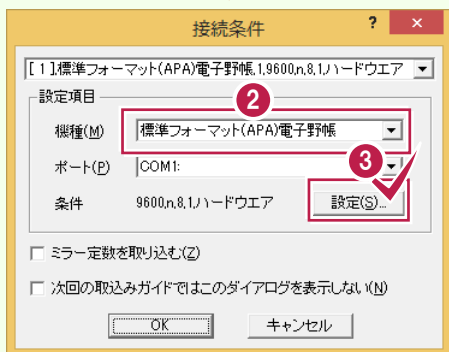 接続条件
? ×
[ 1 ],標準フォーマット(APA)電子野帳,1,9600,n,8,1,ハードウエア
設定項目
2
機種(M) 標準フォーマット(APA)電子野帳
3
ポート(P) COM1:
条件 9600,n,8,1,ハードウエア 設定(S)...
ミラー定数を取り込む(Z)
次回の取込みガイドではこのダイアログを表示しない(N)
OK キャンセル